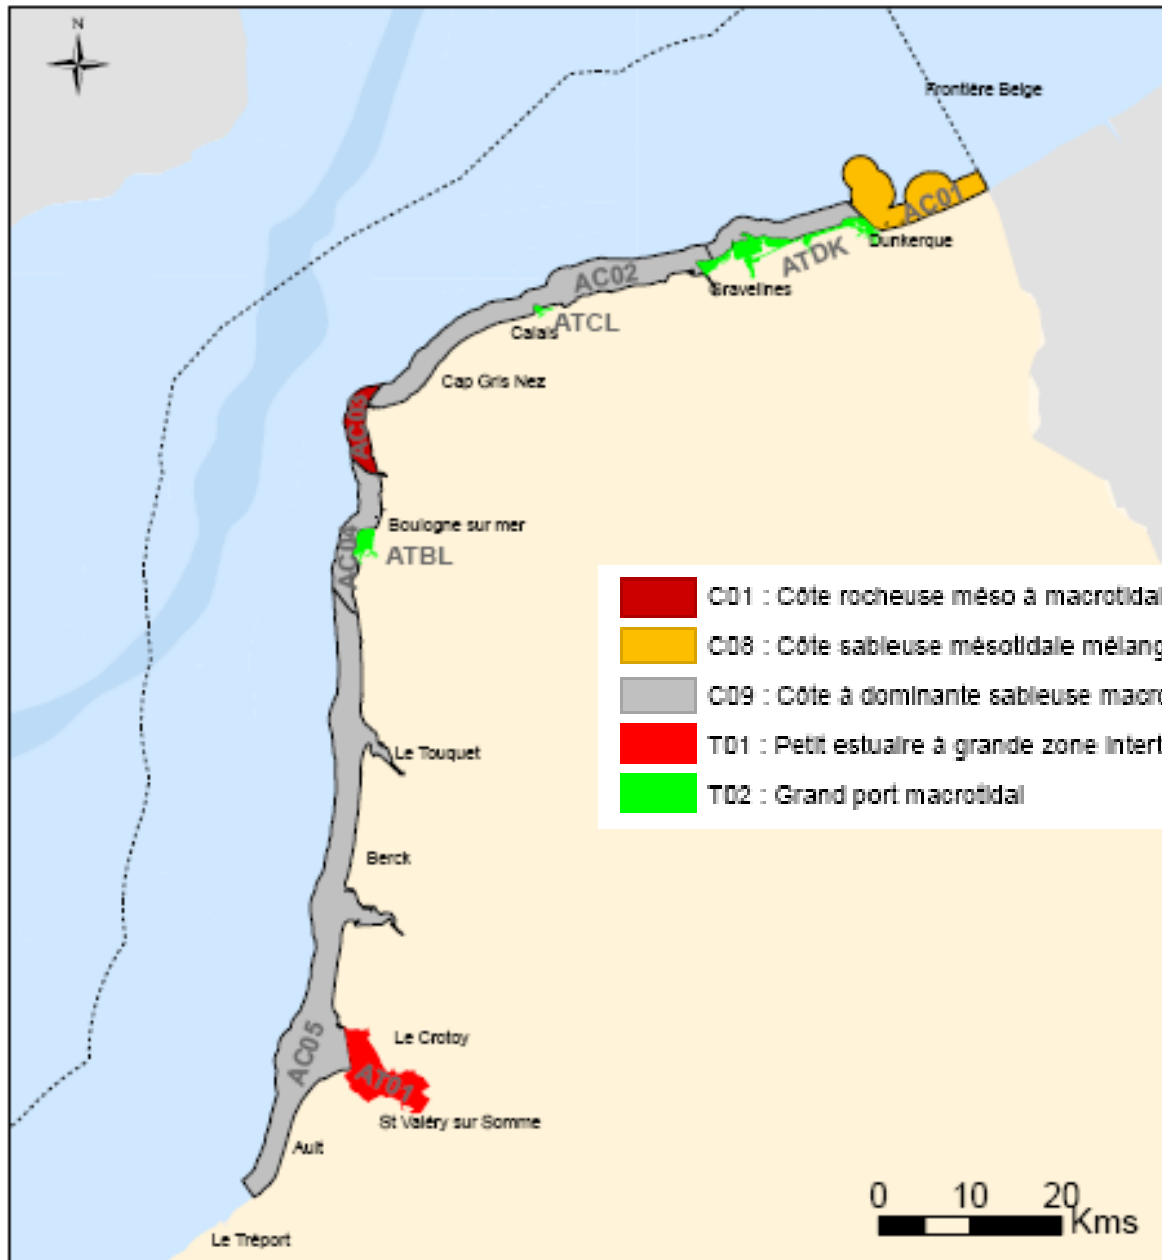 N
Frontière Belge
AC01
Dunkerque
ATDK
Gravelines
AC02
ATCL
Calais
Cap Gris Nez
AC03
Boulogne sur mer
AC04
ATBL
C01 : Côte rocheuse méso à macrotidal
C08 : Côte sableuse mésotidale mélang
C09 : Côte à dominante sableuse macro
T01 : Petit estuaire à grande zone intert
T02 : Grand port macrotidal
Le Touquet
Berck
Le Crotoy
AC05
AT01
St Valéry sur Somme
Ault
0 10 20
Kms
Le Tréport